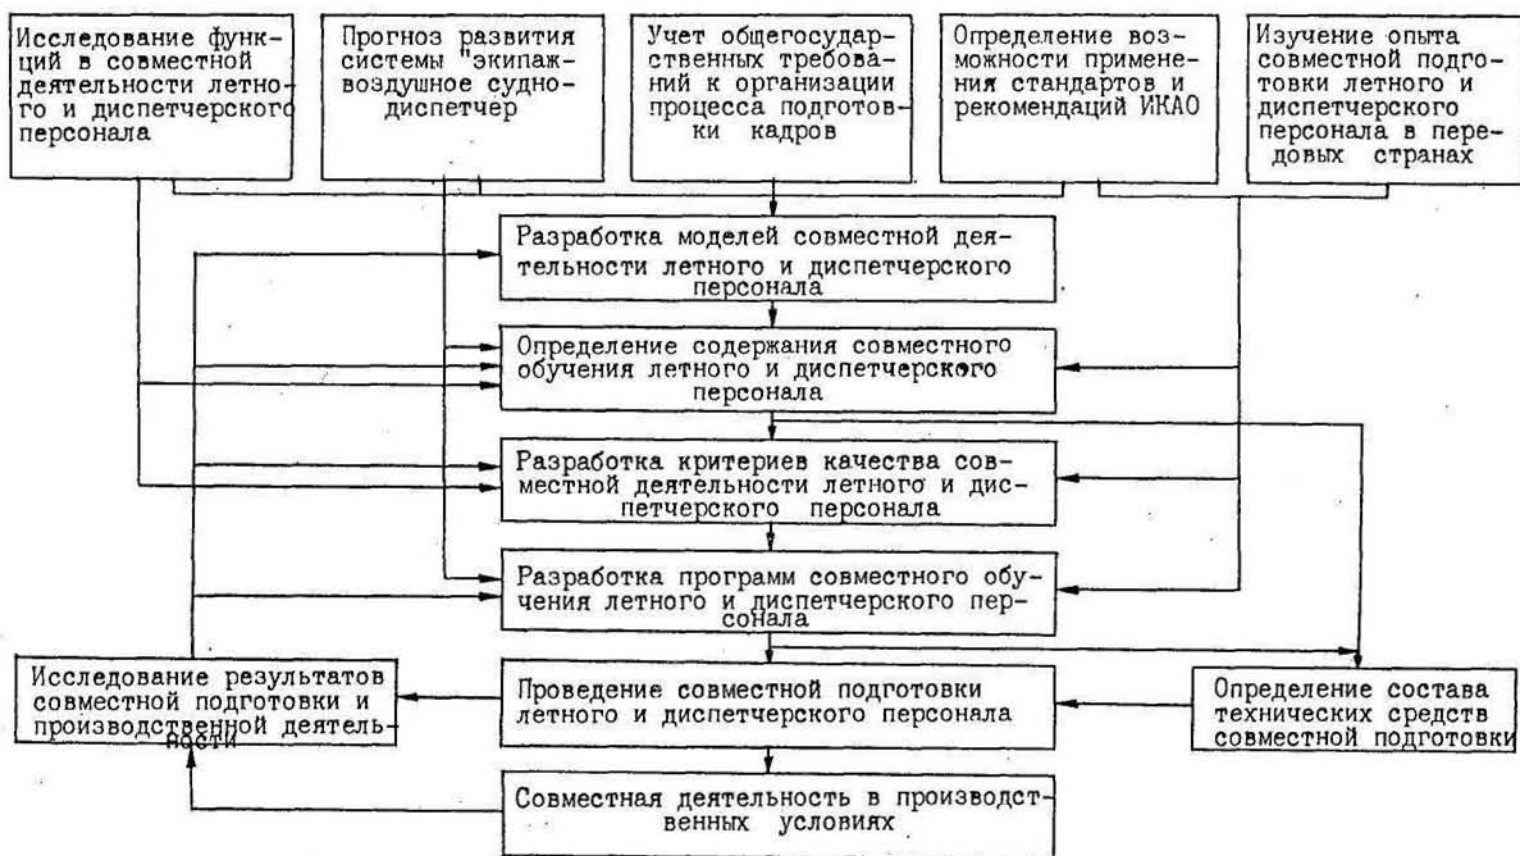 Исследование функ-
ций в совместной
деятельности летно-
го и диспетчерского
персонала
Прогноз развития
системы "экипаж-
воздушное судно-
диспетчер
Учет общегосудар-
ственных требова-
ний к организации
процесса подготов-
ки кадров
Определение воз-
можности примене-
ния стандартов и
рекомендаций ИКАО
Изучение опыта
совместной подго-
товки летного и
диспетчерского
персонала в пере-
довых странах
Разработка моделей совместной дея-
тельности летного и диспетчерского
персонала
Определение содержания совместного
обучения летного и диспетчерского
персонала
Разработка критериев качества сов-
местной деятельности летного и дис-
петчерского персонала
Разработка программ совместного обу-
чения летного и диспетчерского пер-
сонала
Исследование результатов
совместной подготовки и
производственной деятель-
ности
Проведение совместной подготовки
летного и диспетчерского персонала
Определение состава
технических средств
совместной подготовки
Совместная деятельность в производст-
венных условиях